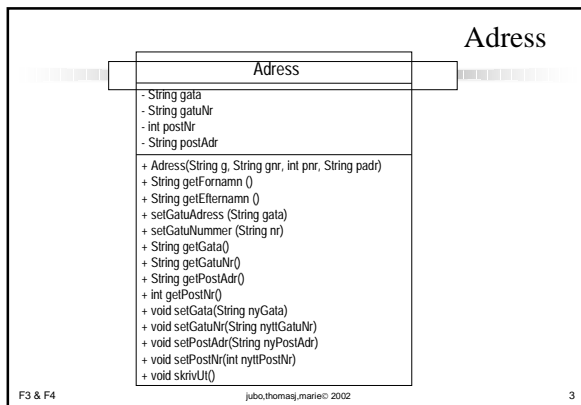 Adress
Adress
- String gata
- String gatuNr
- int postNr
- String postAdr
+ Adress(String g, String gnr, int pnr, String padr)
+ String getFornamn ()
+ String getEfternamn ()
+ setGatuAdress (String gata)
+ setGatuNummer (String nr)
+ String getGata()
+ String getGatuNr()
+ String getPostAdr()
+ int getPostNr()
+ void setGata(String nyGata)
+ void setGatuNr(String nyttGatuNr)
+ void setPostAdr(String nyPostAdr)
+ void setPostNr(int nyttPostNr)
+ void skrivUt()
F3 & F4 jubo,thomasj,marie© 2002 3